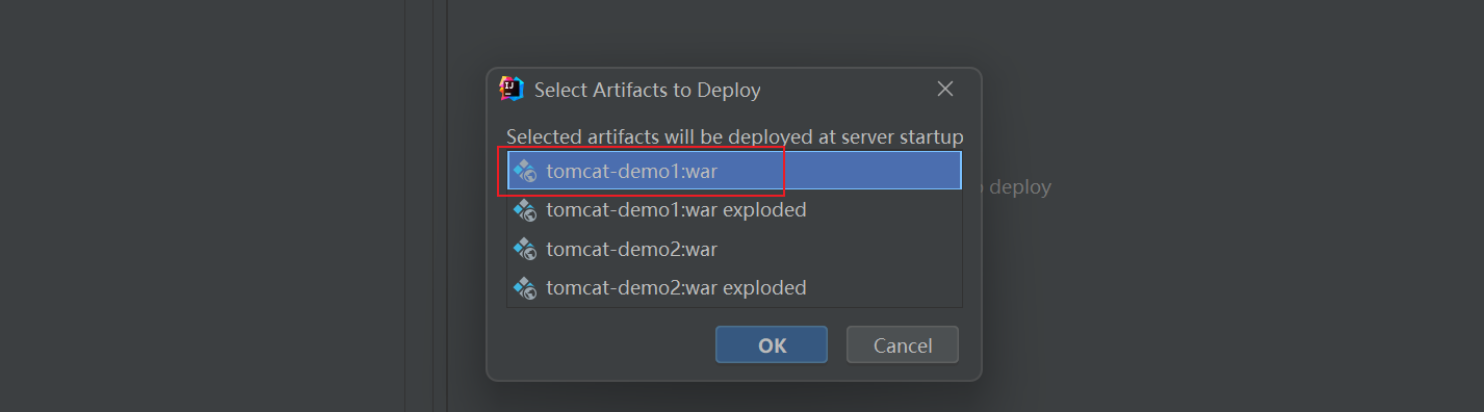 Select Artifacts to Deploy
Selected artifacts will be deployed at server startup
tomcat-demo1:war
deploy
tomcat-demo1:war exploded
tomcat-demo2:war
tomcat-demo2:war exploded
OK Cancel